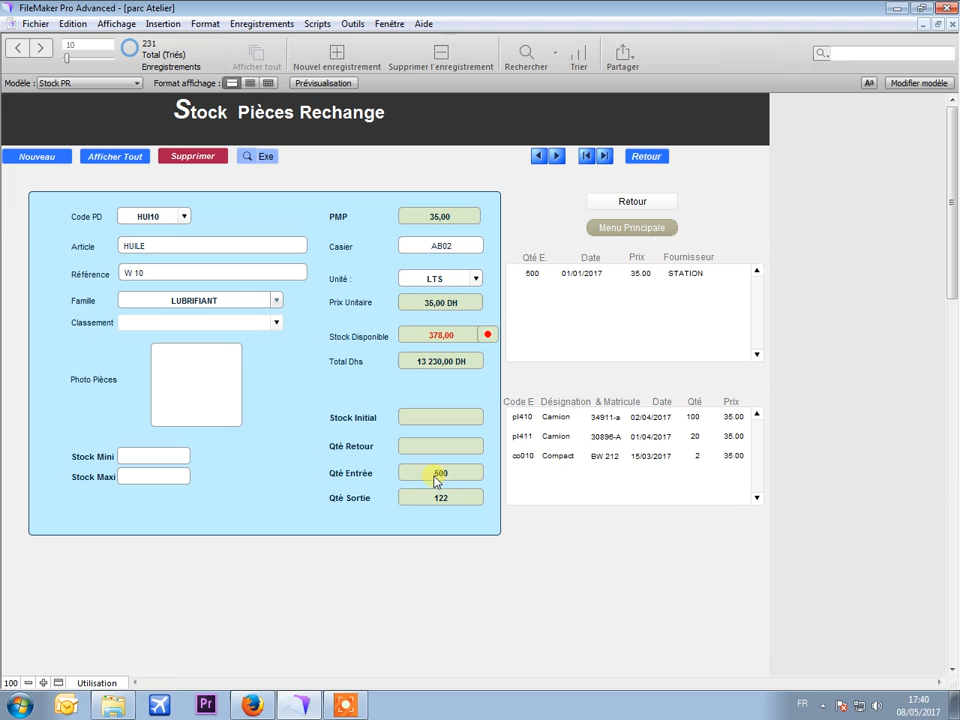 FileMaker Pro Advanced - [parc Atelier]
Fichier Edition Affichage Insertion Format Enregistrements Scripts Outils Fenêtre Aide
10
231
Total (Triés)
Enregistrements
Afficher tout
Nouvel enregistrement
Supprimer l'enregistrement
Rechercher
Trier
Partager
Modèle : Stock PR
Format affichage :
Prévisualisation
Aa
Modifier modèle
Stock Pièces Rechange
Nouveau
Afficher Tout
Supprimer
Exe
Retour
Code PD HUI10
PMP 35,00
Retour
Menu Principale
Article HUILE
Casier AB02
Qté E. Date Prix Fournisseur
Référence W 10
500 01/01/2017 35.00 STATION
Unité : LTS
Famille LUBRIFIANT
Prix Unitaire 35,00 DH
Classement
Stock Disponible 378,00
Total Dhs 13 230,00 DH
Photo Pièces
Code E Désignation & Matricule Date Qté Prix
Stock Initial
pl410 Camion 34911-a 02/04/2017 100 35.00
pl411 Camion 30896-A 01/04/2017 20 35.00
Qté Retour
Stock Mini
co010 Compact BW 212 15/03/2017 2 35.00
Stock Maxi
Qté Entrée 500
Qté Sortie 122
100
Utilisation
Pr
FR
17:40
08/05/2017